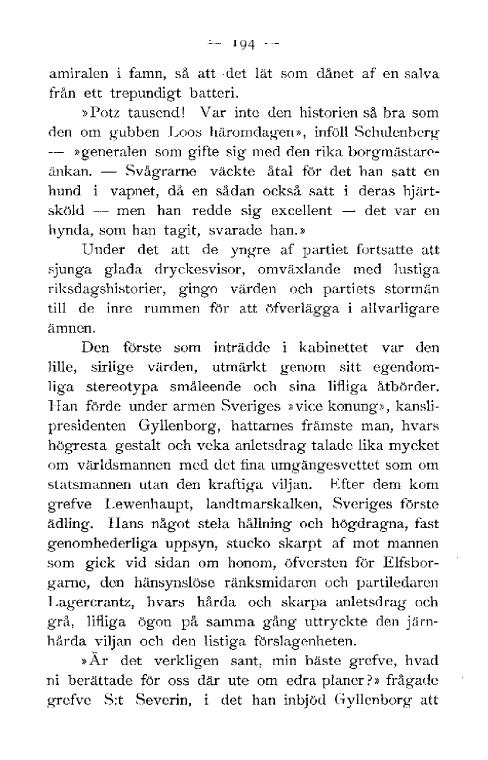 — 194 —
amiralen i famn, så att det lät som dånet af en salva
från ett trepundigt batteri.
»Potz tausend! Var inte den historien så bra som
den om gubben Loos häromdagen», inföll Schulenberg
— »generalen som gifte sig med den rika borgmästare-
änkan. — Svågrarne väckte åtal för det han satt en
hund i vapnet, då en sådan också satt i deras hjärt-
sköld — men han redde sig excellent — det var en
hynda, som han tagit, svarade han.»
Under det att de yngre af partiet fortsatte att
sjunga glada dryckesvisor, omväxlande med lustiga
riksdagshistorier, gingo värden och partiets stormän
till de inre rummen för att öfverlägga i allvarligare
ämnen.
Den förste som inträdde i kabinettet var den
lille, sirlige värden, utmärkt genom sitt egendom-
liga stereotypa småleende och sina lifliga åtbörder.
Han förde under armen Sveriges »vice konung», kansli-
presidenten Gyllenborg, hattarnes främste man, hvars
högresta gestalt och veka anletsdrag talade lika mycket
om världsmannen med det fina umgängesvettet som om
statsmannen utan den kraftiga viljan. Efter dem kom
grefve Lewenhaupt, landtmarskalken, Sveriges förste
ädling. Hans något stela hållning och högdragna, fast
genomhederliga uppsyn, stucko skarpt af mot mannen
som gick vid sidan om honom, öfversten för Elfsbor-
garne, den hänsynslöse ränksmidaren och partiledaren
Lagercrantz, hvars hårda och skarpa anletsdrag och
grå, lifliga ögon på samma gång uttryckte den järn-
hårda viljan och den listiga förslagenheten.
»Är det verkligen sant, min bäste grefve, hvad
ni berättade för oss där ute om edra planer?» frågade
grefve S:t Severin, i det han inbjöd Gyllenborg att